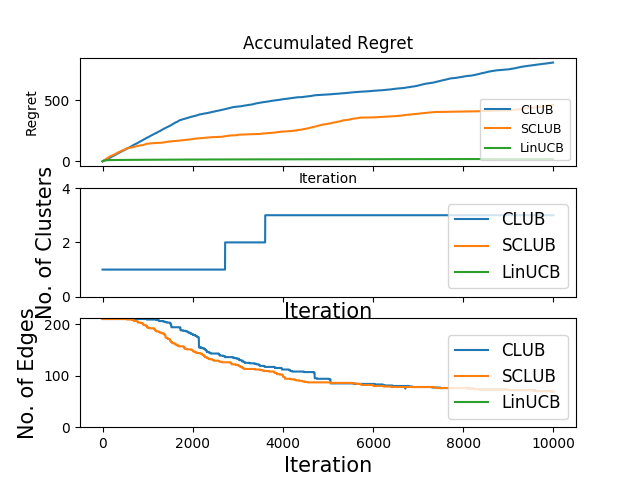 Accumulated Regret
Regret
500
0
CLUB
SCLUB
LinUCB
Iteration
No. of Clusters
4
2
0
CLUB
SCLUB
LinUCB
Iteration
No. of Edges
200
100
0
CLUB
SCLUB
LinUCB
0 2000 4000 6000 8000 10000
Iteration